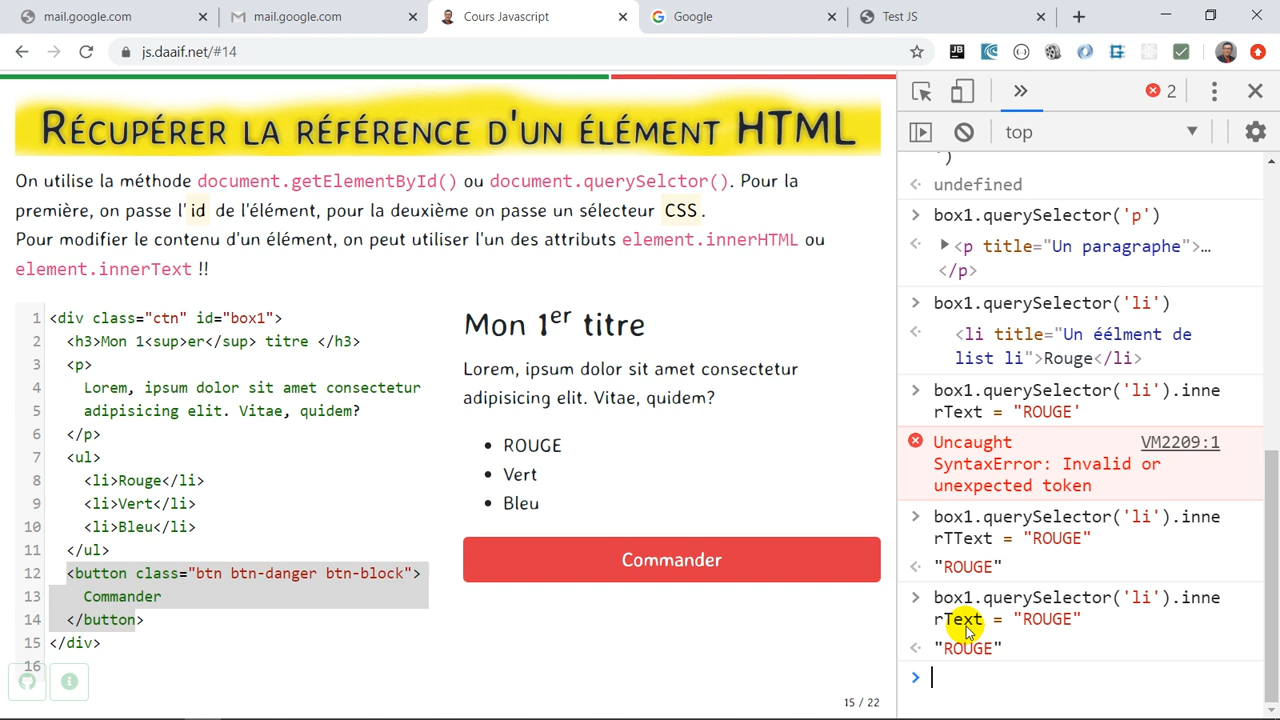 mail.google.com
mail.google.com
Cours Javascript
Google
Test JS
js.daaif.net/#14
JB
2
top
RÉCUPÉRER LA RÉFÉRENCE D'UN ÉLÉMENT HTML
On utilise la méthode document.getElementById() ou document.querySelctor(). Pour la
première, on passe l'id de l'élément, pour la deuxième on passe un sélecteur CSS.
Pour modifier le contenu d'un élément, on peut utiliser l'un des attributs element.innerHTML ou
element.innerText !!
1 <div class="ctn" id="box1">
2 <h3>Mon 1<sup>er</sup> titre </h3>
3 <p>
4 Lorem, ipsum dolor sit amet consectetur
5 adipisicing elit. Vitae, quidem?
6 </p>
7 <ul>
8 <li>Rouge</li>
9 <li>Vert</li>
10 <li>Bleu</li>
11 </ul>
12 <button class="btn btn-danger btn-block">
13 Commander
14 </button>
15 </div>
16
Mon 1er titre
Lorem, ipsum dolor sit amet consectetur
adipisicing elit. Vitae, quidem?
• ROUGE
• Vert
• Bleu
Commander
15 / 22
')
undefined
box1.querySelector('p')
<p title="Un paragraphe">…
</p>
box1.querySelector('li')
<li title="Un éélment de
list li">Rouge</li>
box1.querySelector('li').inne
rText = "ROUGE'
Uncaught VM2209:1
SyntaxError: Invalid or
unexpected token
box1.querySelector('li').inne
rTText = "ROUGE"
"ROUGE"
box1.querySelector('li').inne
rText = "ROUGE"
"ROUGE"